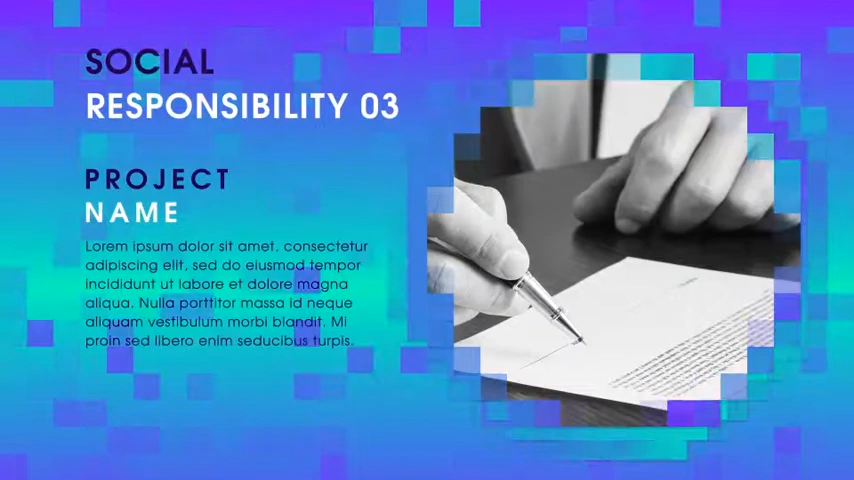 SOCIAL
RESPONSIBILITY 03
PROJECT
NAME
Lorem ipsum dolor sit amet, consectetur
adipiscing elit, sed do eiusmod tempor
incididunt ut labore et dolore magna
aliqua. Nulla porttitor massa id neque
aliquam vestibulum morbi blandit. Mi
proin sed libero enim seducibus turpis.